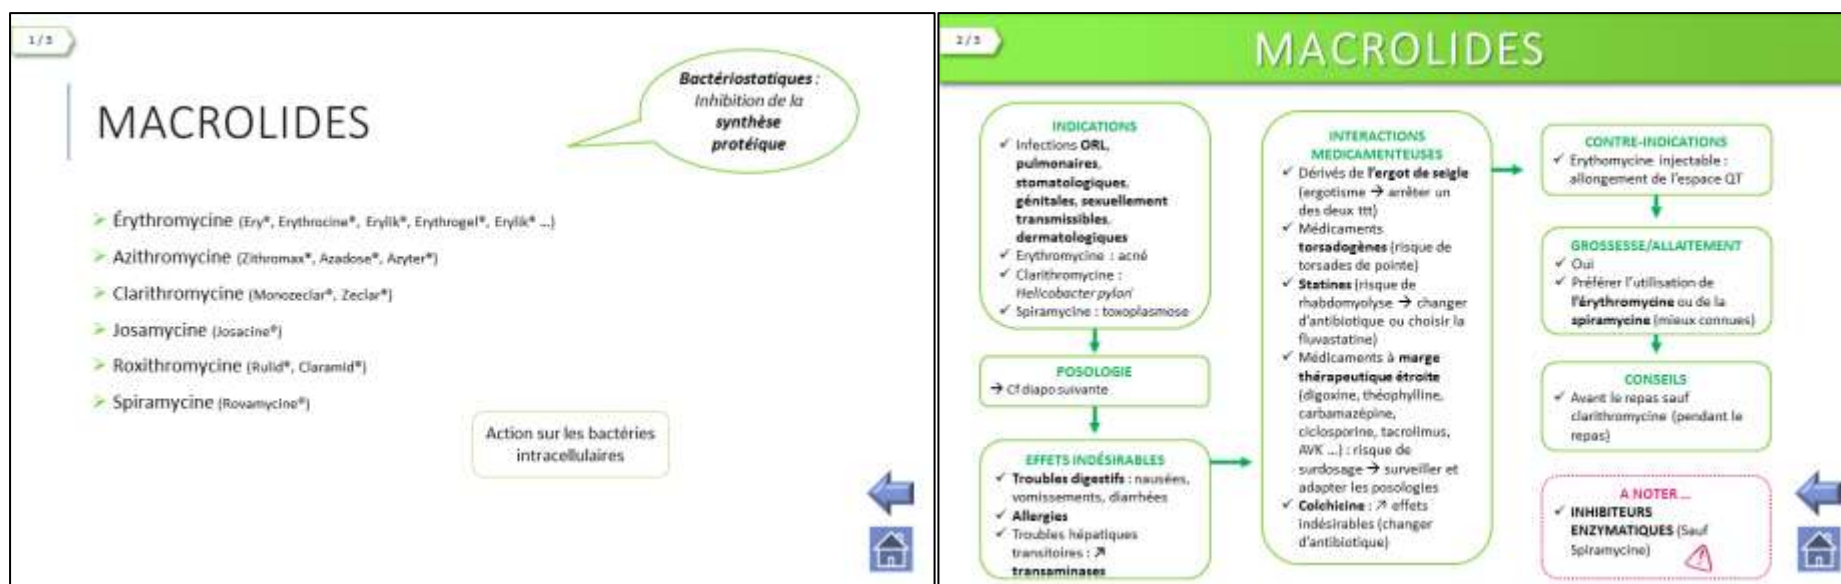 1 / 3
MACROLIDES
Bactériostatiques :
Inhibition de la
synthèse
protéique
➢ Érythromycine (Ery®, Erythrocine®, Erylik®, Erythrogel®, Erylik® ...)
➢ Azithromycine (Zithromax®, Azadose®, Azyter®)
➢ Clarithromycine (Monozeclar®, Zeclar®)
➢ Josamycine (Josacine®)
➢ Roxithromycine (Rulid®, Claramid®)
➢ Spiramycine (Rovamycine®)
Action sur les bactéries
intracellulaires
2 / 3
MACROLIDES
INDICATIONS
✓ Infections ORL,
pulmonaires,
stomatologiques,
génitales, sexuellement
transmissibles,
dermatologiques
✓ Erythromycine : acné
✓ Clarithromycine :
Helicobacter pylori
✓ Spiramycine : toxoplasmose
POSOLOGIE
→ Cf diapo suivante
EFFETS INDÉSIRABLES
✓ Troubles digestifs : nausées,
vomissements, diarrhées
✓ Allergies
✓ Troubles hépatiques
transitoires : ↗
transaminases
INTERACTIONS
MEDICAMENTEUSES
✓ Dérivés de l'ergot de seigle
(ergotisme → arrêter un
des deux ttt)
✓ Médicaments
torsadogènes (risque de
torsades de pointe)
✓ Statines (risque de
rhabdomyolyse → changer
d'antibiotique ou choisir la
fluvastatine)
✓ Médicaments à marge
thérapeutique étroite
(digoxine, théophylline,
carbamazépine,
ciclosporine, tacrolimus,
AVK ...) : risque de
surdosage → surveiller et
adapter les posologies
✓ Colchicine : ↗ effets
indésirables (changer
d'antibiotique)
CONTRE-INDICATIONS
✓ Erythomycine injectable :
allongement de l'espace QT
GROSSESSE/ALLAITEMENT
✓ Oui
✓ Préférer l'utilisation de
l'érythromycine ou de la
spiramycine (mieux connues)
CONSEILS
✓ Avant le repas sauf
clarithromycine (pendant le
repas)
A NOTER ...
✓ INHIBITEURS
ENZYMATIQUES (Sauf
Spiramycine)